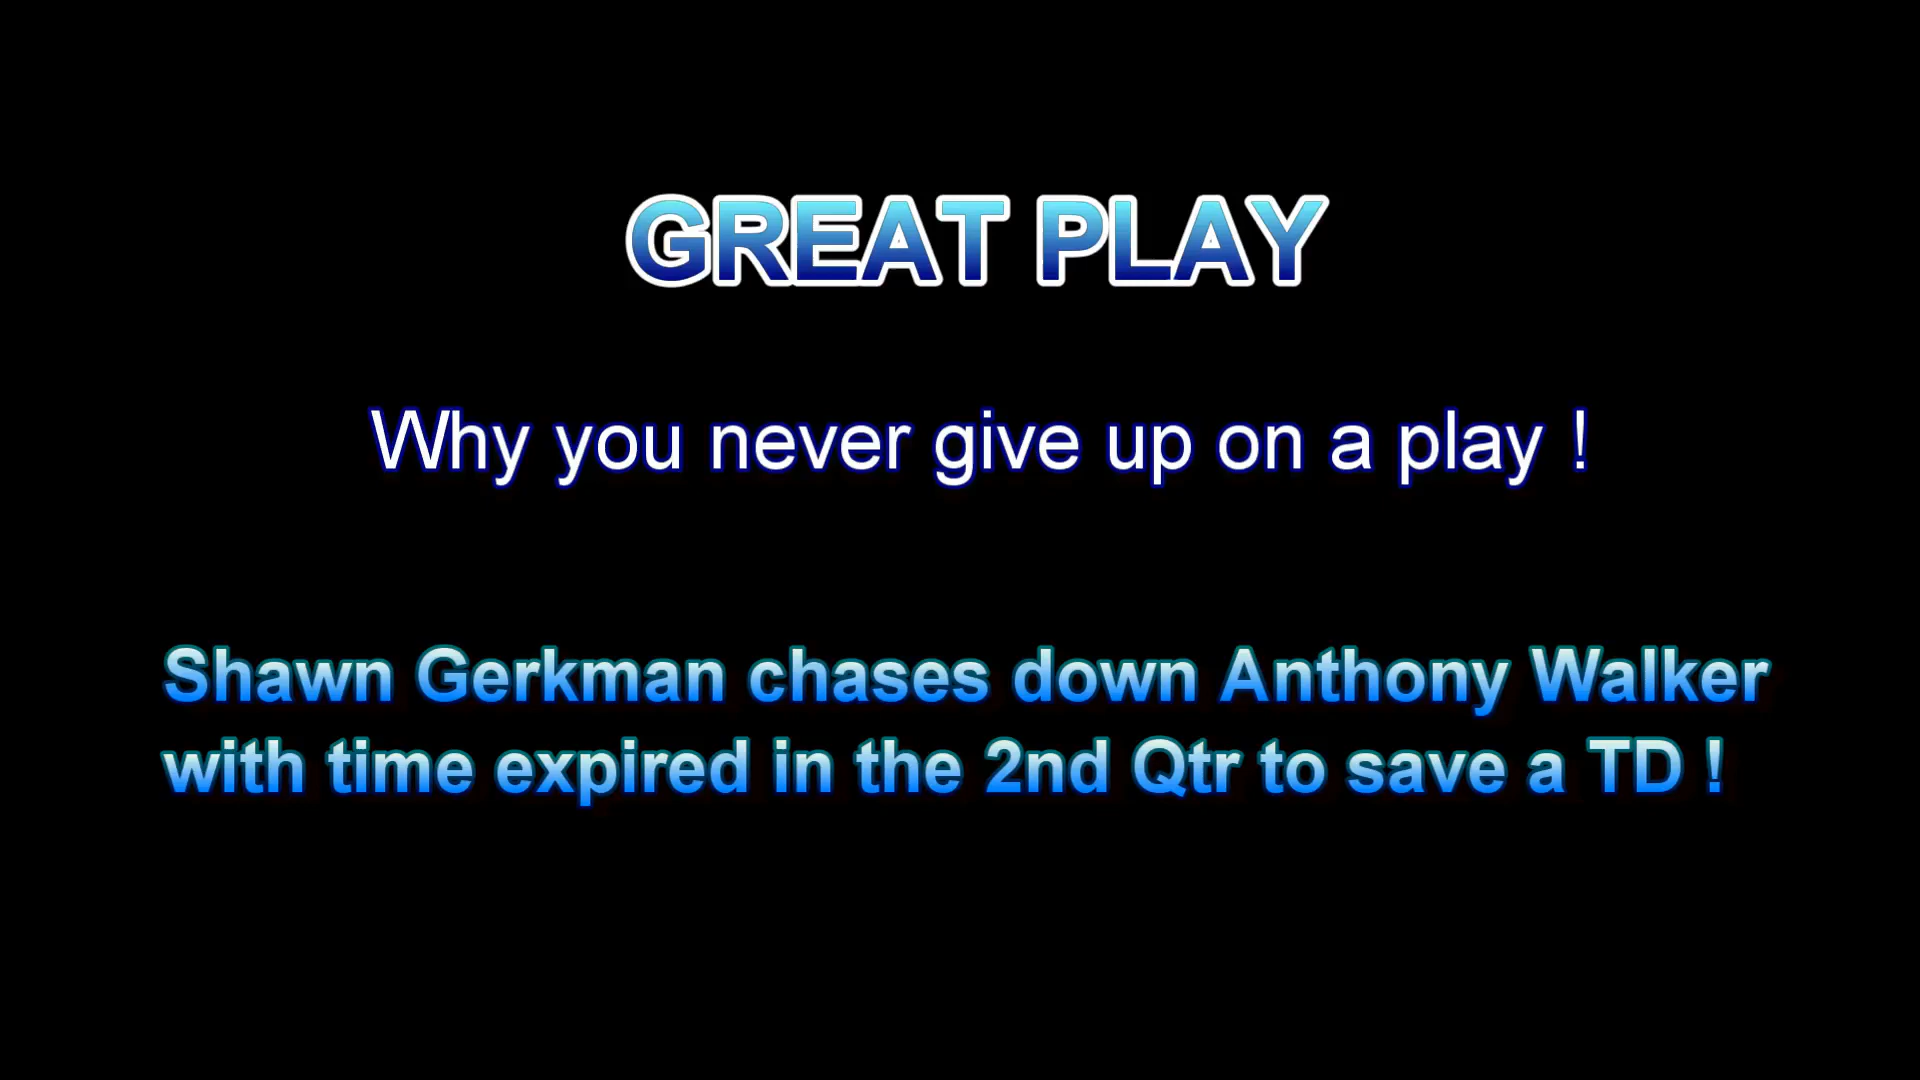 GREAT PLAY
Why you never give up on a play !
Shawn Gerkman chases down Anthony Walker
with time expired in the 2nd Qtr to save a TD !